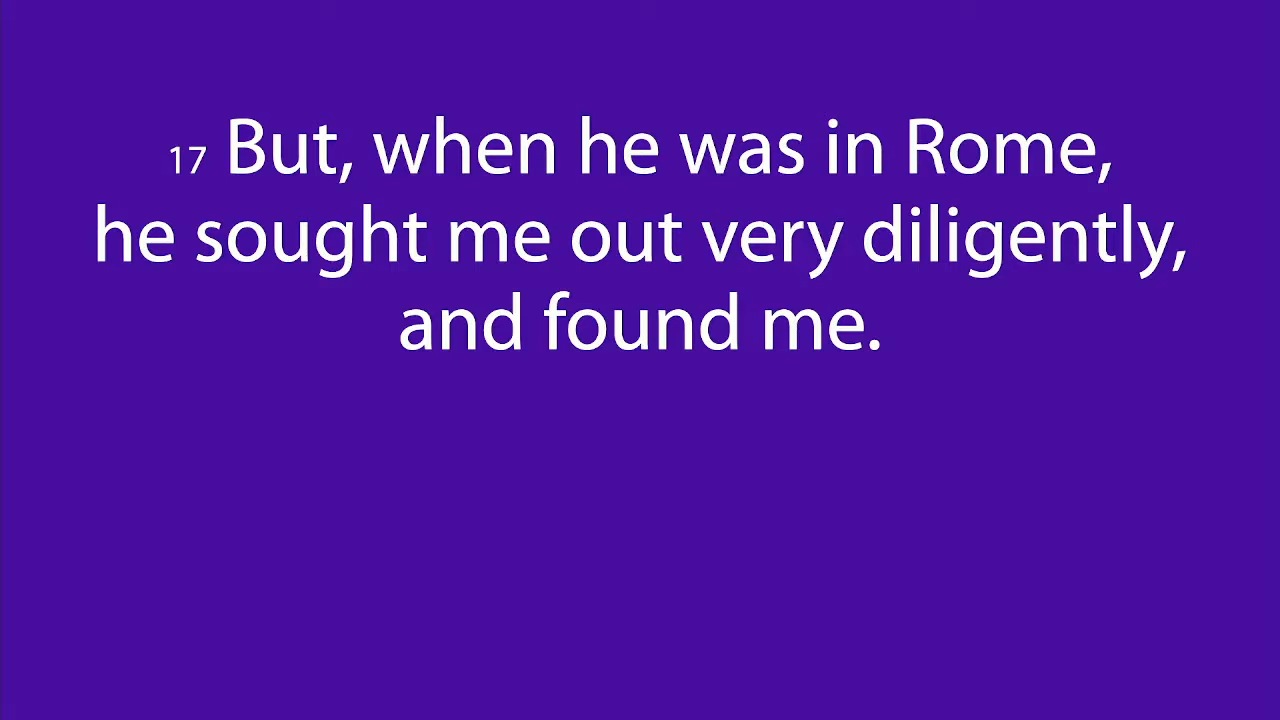 17 But, when he was in Rome,
he sought me out very diligently,
and found me.